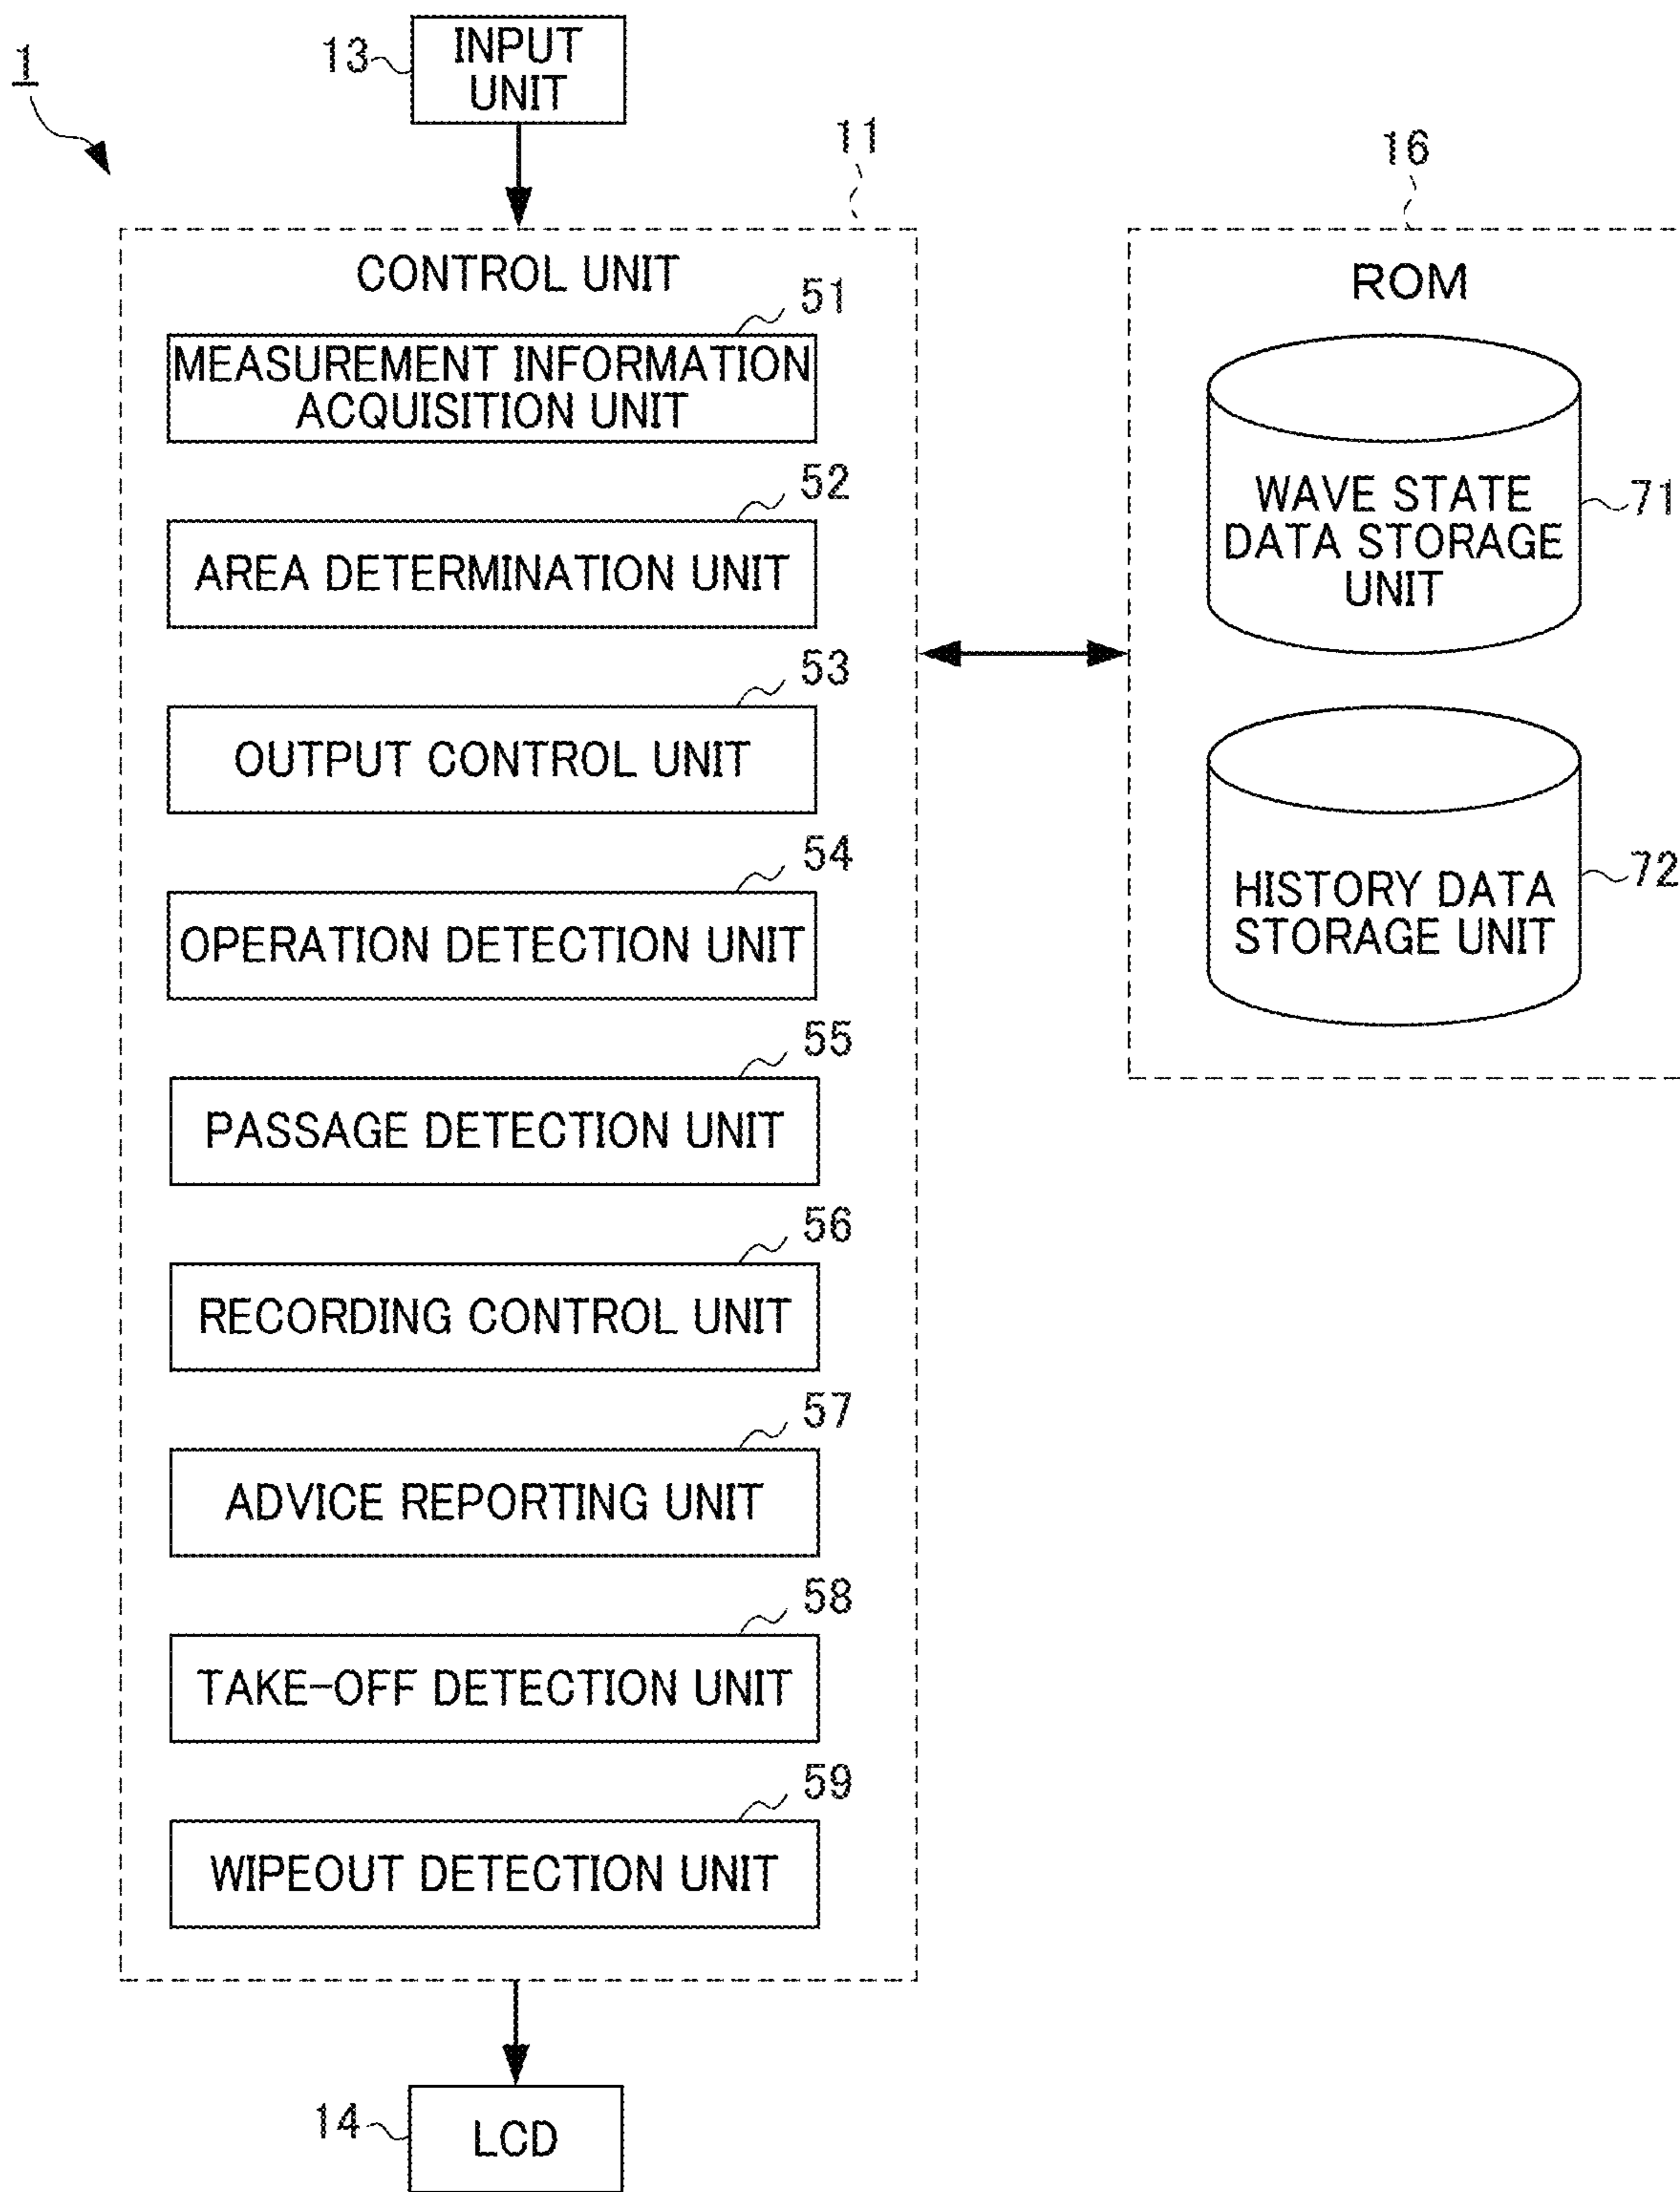 1
13
INPUT
UNIT
11
CONTROL UNIT
51
MEASUREMENT INFORMATION
ACQUISITION UNIT
52
AREA DETERMINATION UNIT
53
OUTPUT CONTROL UNIT
54
OPERATION DETECTION UNIT
55
PASSAGE DETECTION UNIT
56
RECORDING CONTROL UNIT
57
ADVICE REPORTING UNIT
58
TAKE-OFF DETECTION UNIT
59
WIPEOUT DETECTION UNIT
14
LCD
16
ROM
WAVE STATE
DATA STORAGE
UNIT
71
HISTORY DATA
STORAGE UNIT
72